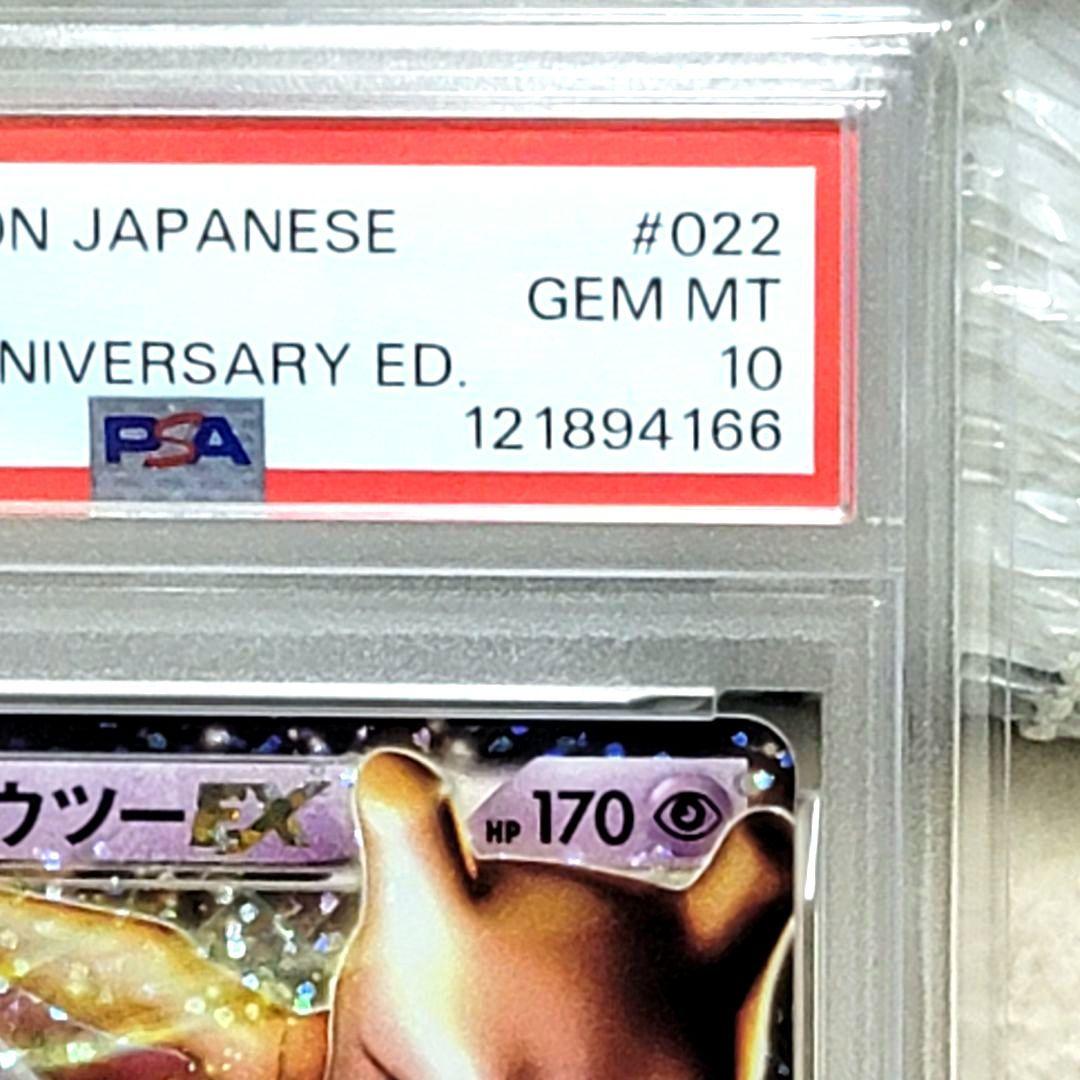 ON JAPANESE #022
GEM MT
NIVERSARY ED. 10
PSA 121894166
ウツーEX HP 170